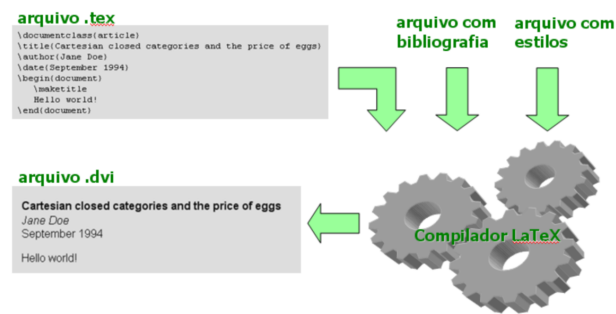 arquivo .tex
\documentclass(article)
\title(Cartesian closed categories and the price of eggs)
\author(Jane Doe)
\date(September 1994)
\begin(document)
\maketitle
Hello world!
\end(document)
arquivo com
bibliografia
arquivo com
estilos
arquivo .dvi
Cartesian closed categories and the price of eggs
Jane Doe
September 1994
Hello world!
Compilador LaTeX